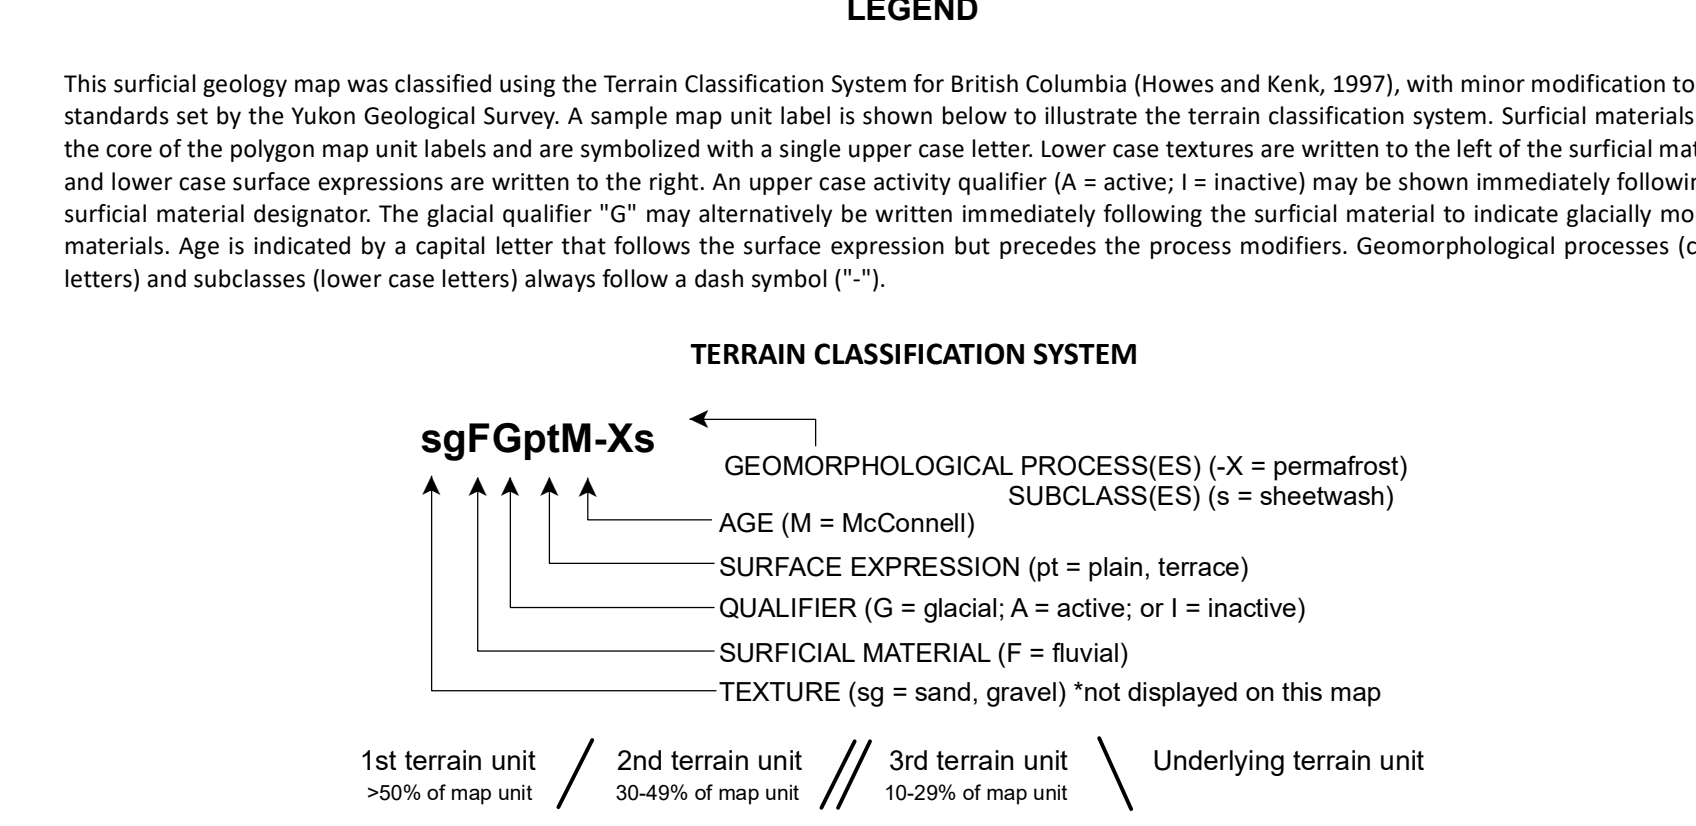 LEGEND
This surficial geology map was classified using the Terrain Classification System for British Columbia (Howes and Kenk, 1997), with minor modification to
standards set by the Yukon Geological Survey. A sample map unit label is shown below to illustrate the terrain classification system. Surficial materials
the core of the polygon map unit labels and are symbolized with a single upper case letter. Lower case textures are written to the left of the surficial
and lower case surface expressions are written to the right. An upper case activity qualifier (A = active; I = inactive) may be shown immediately
surficial material designator. The glacial qualifier "G" may alternatively be written immediately following the surficial material to indicate glacially
materials. Age is indicated by a capital letter that follows the surface expression but precedes the process modifiers. Geomorphological processes
letters) and subclasses (lower case letters) always follow a dash symbol ("-").
TERRAIN CLASSIFICATION SYSTEM
sgFGptM-Xs
GEOMORPHOLOGICAL PROCESS(ES) (-X = permafrost)
SUBCLASS(ES) (s = sheetwash)
AGE (M = McConnell)
SURFACE EXPRESSION (pt = plain, terrace)
QUALIFIER (G = glacial; A = active; or I = inactive)
SURFICIAL MATERIAL (F = fluvial)
TEXTURE (sg = sand, gravel) *not displayed on this map
1st terrain unit / 2nd terrain unit // 3rd terrain unit \ Underlying terrain unit
>50% of map unit 30-49% of map unit 10-29% of map unit